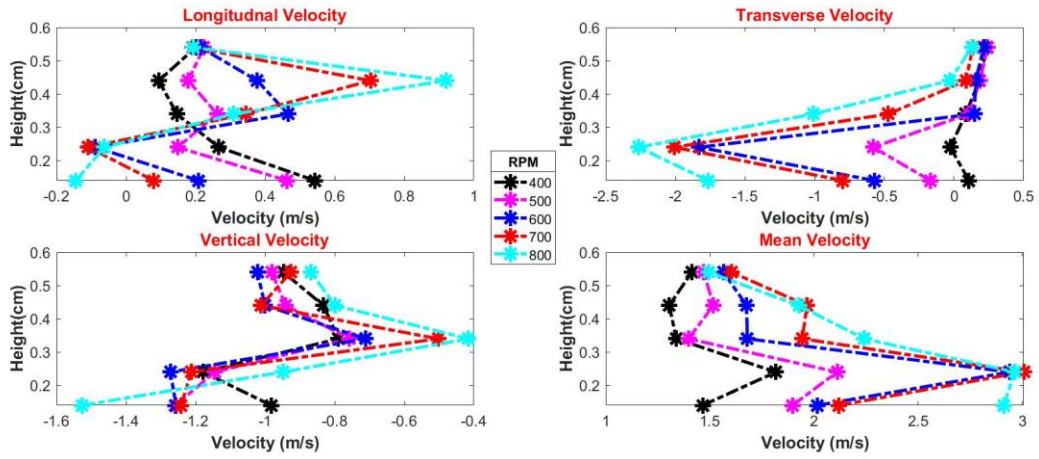 Longitudnal Velocity
Height(cm)
0.6
0.5
0.4
0.3
0.2
-0.2 0 0.2 0.4 0.6 0.8 1
Velocity (m/s)
Transverse Velocity
Height(cm)
0.6
0.5
0.4
0.3
0.2
-2.5 -2 -1.5 -1 -0.5 0 0.5
Velocity (m/s)
RPM
400
500
600
700
800
Vertical Velocity
Height(cm)
0.6
0.5
0.4
0.3
0.2
-1.6 -1.4 -1.2 -1 -0.8 -0.6 -0.4
Velocity (m/s)
Mean Velocity
Height(cm)
0.6
0.5
0.4
0.3
0.2
1 1.5 2 2.5 3
Velocity (m/s)